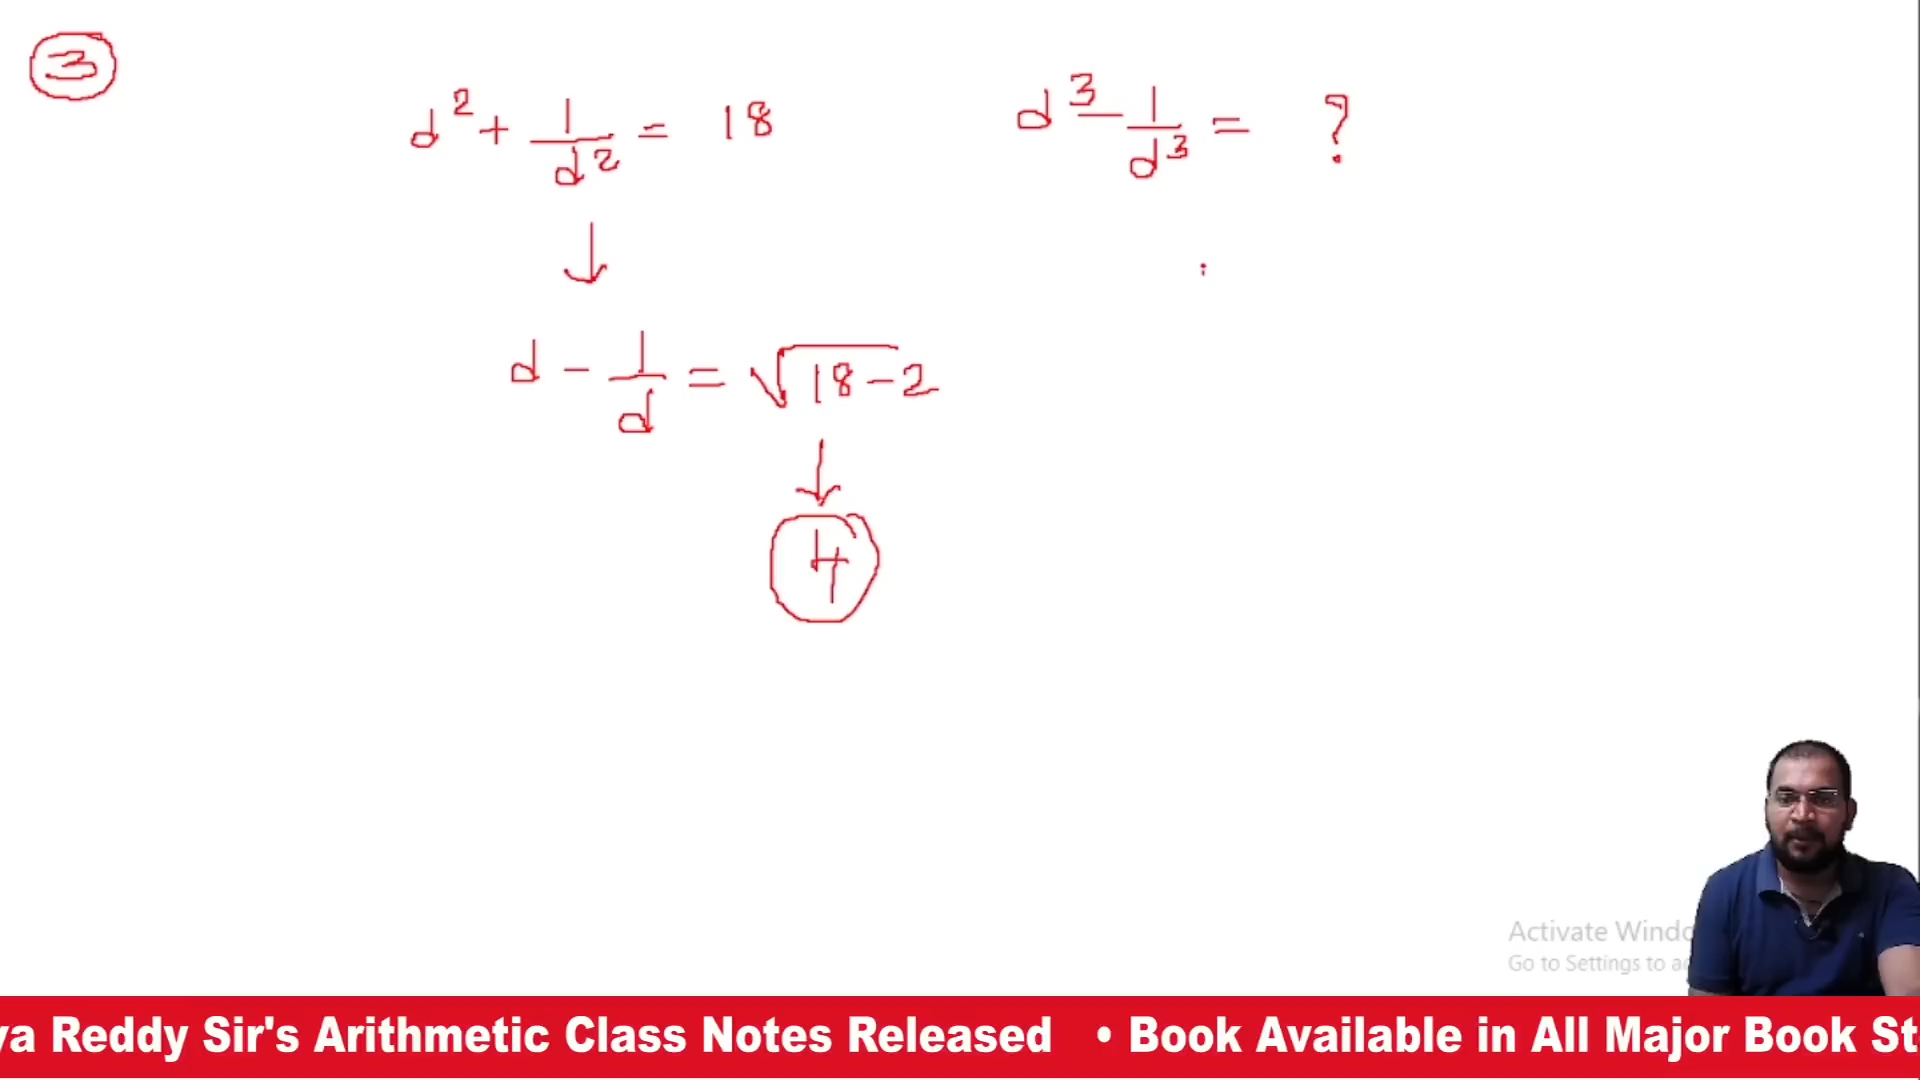 3
d² + 1/d² = 18
d³ - 1/d³ = ?
↓
d - 1/d = √18-2
↓
4
Activate Windo
Go to Settings to a
ya Reddy Sir's Arithmetic Class Notes Released • Book Available in All Major Book St